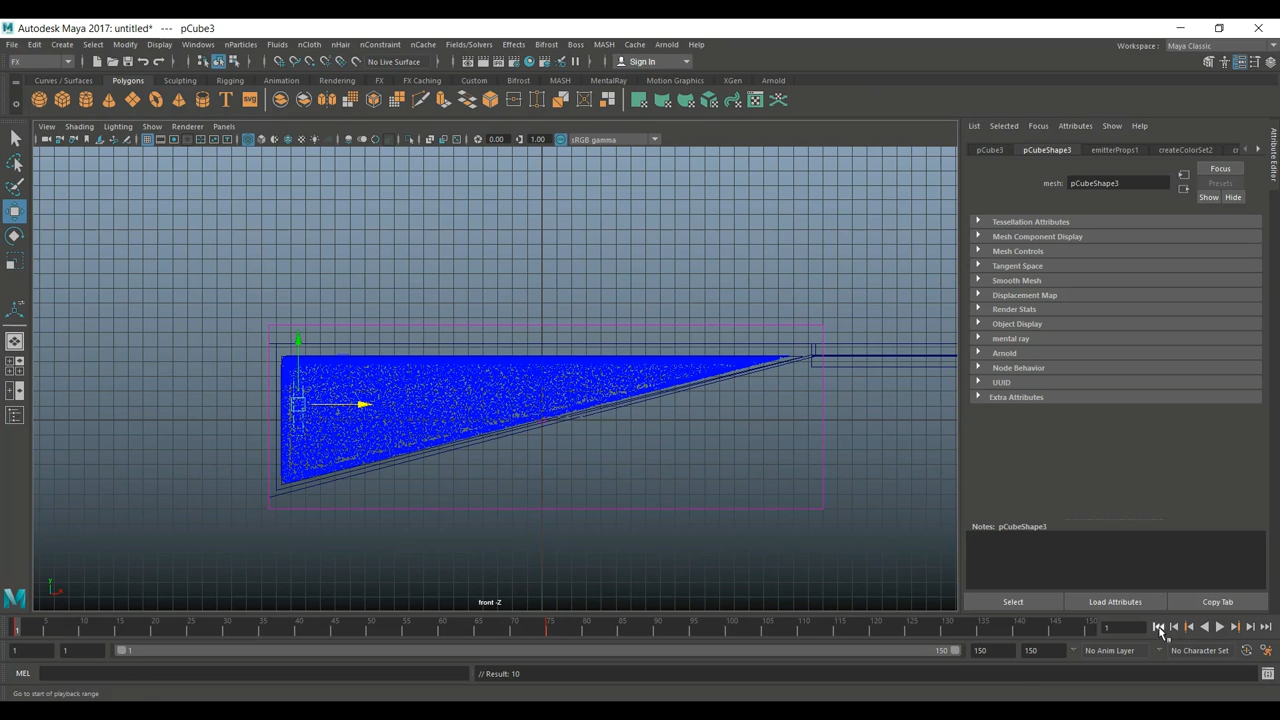 Autodesk Maya 2017: untitled* --- pCube3
File Edit Create Select Modify Display Windows nParticles Fluids nCloth nHair nConstraint nCache Fields/Solvers Effects Bifrost Boss MASH Cache Arnold Help
Workspace : Maya Classic
FX
No Live Surface
Sign In
Curves / Surfaces Polygons Sculpting Rigging Animation Rendering FX FX Caching Custom Bifrost MASH MentalRay Motion Graphics XGen Arnold
T svg
View Shading Lighting Show Renderer Panels
0.00 1.00 sRGB gamma
List Selected Focus Attributes Show Help
pCube3 pCubeShape3 emitterProps1 createColorSet2 cr
mesh: pCubeShape3
Focus
Presets
Show Hide
Tessellation Attributes
Mesh Component Display
Mesh Controls
Tangent Space
Smooth Mesh
Displacement Map
Render Stats
Object Display
mental ray
Arnold
Node Behavior
UUID
Extra Attributes
Attribute Editor
Notes: pCubeShape3
Select Load Attributes Copy Tab
y
x
front -Z
1 5 10 15 20 25 30 35 40 45 50 55 60 65 70 75 80 85 90 95 100 105 110 115 120 125 130 135 140 145 150 1
1 1 1 150 150 150 No Anim Layer No Character Set
MEL // Result: 10
Go to start of playback range